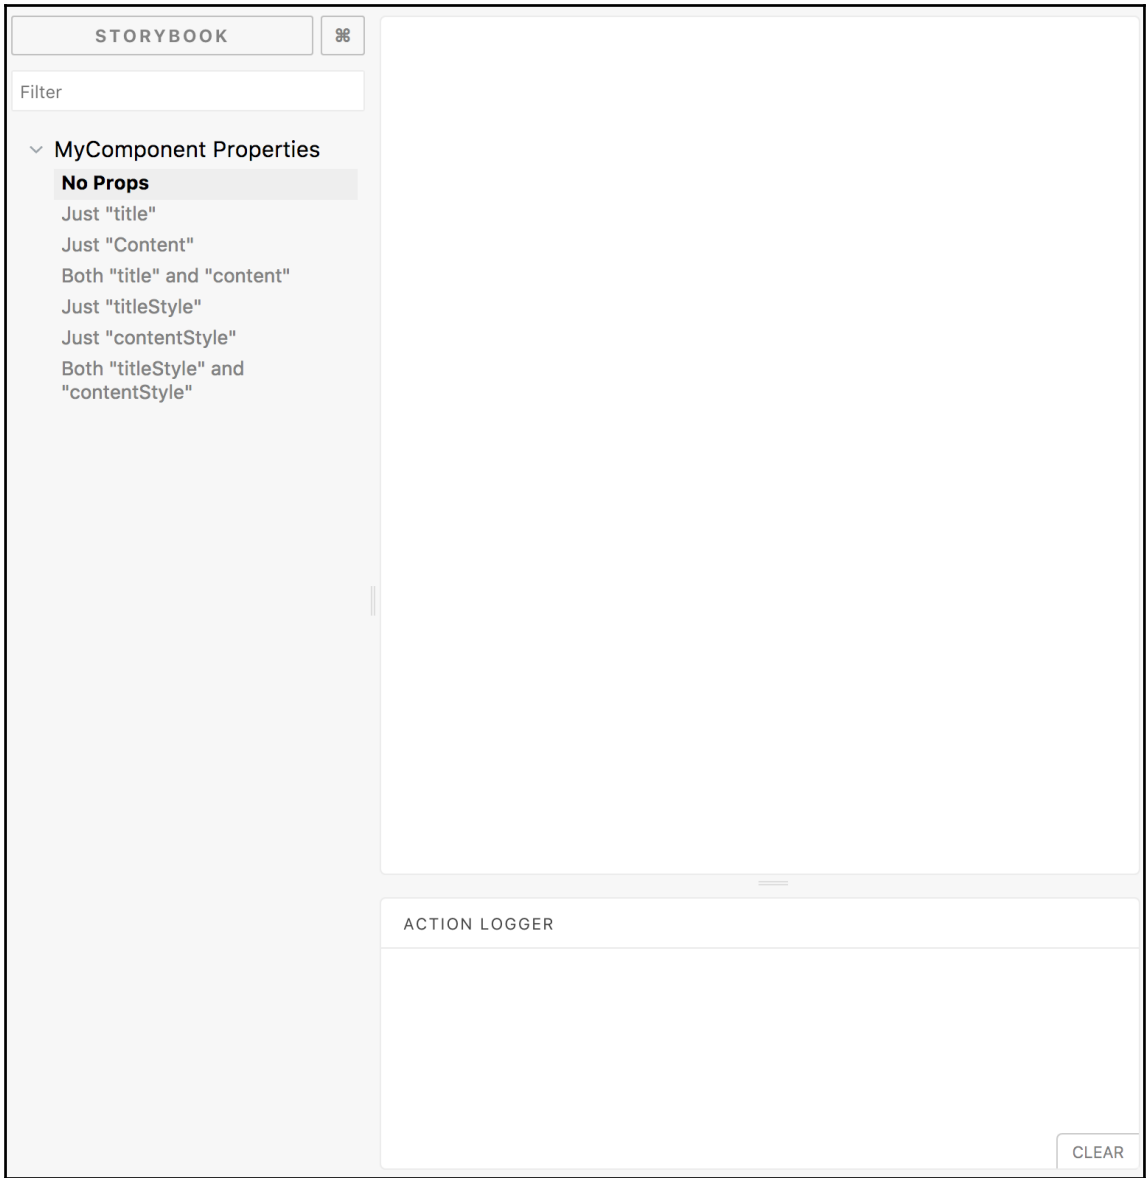 STORYBOOK
⌘
Filter
MyComponent Properties
No Props
Just "title"
Just "Content"
Both "title" and "content"
Just "titleStyle"
Just "contentStyle"
Both "titleStyle" and
"contentStyle"
ACTION LOGGER
CLEAR